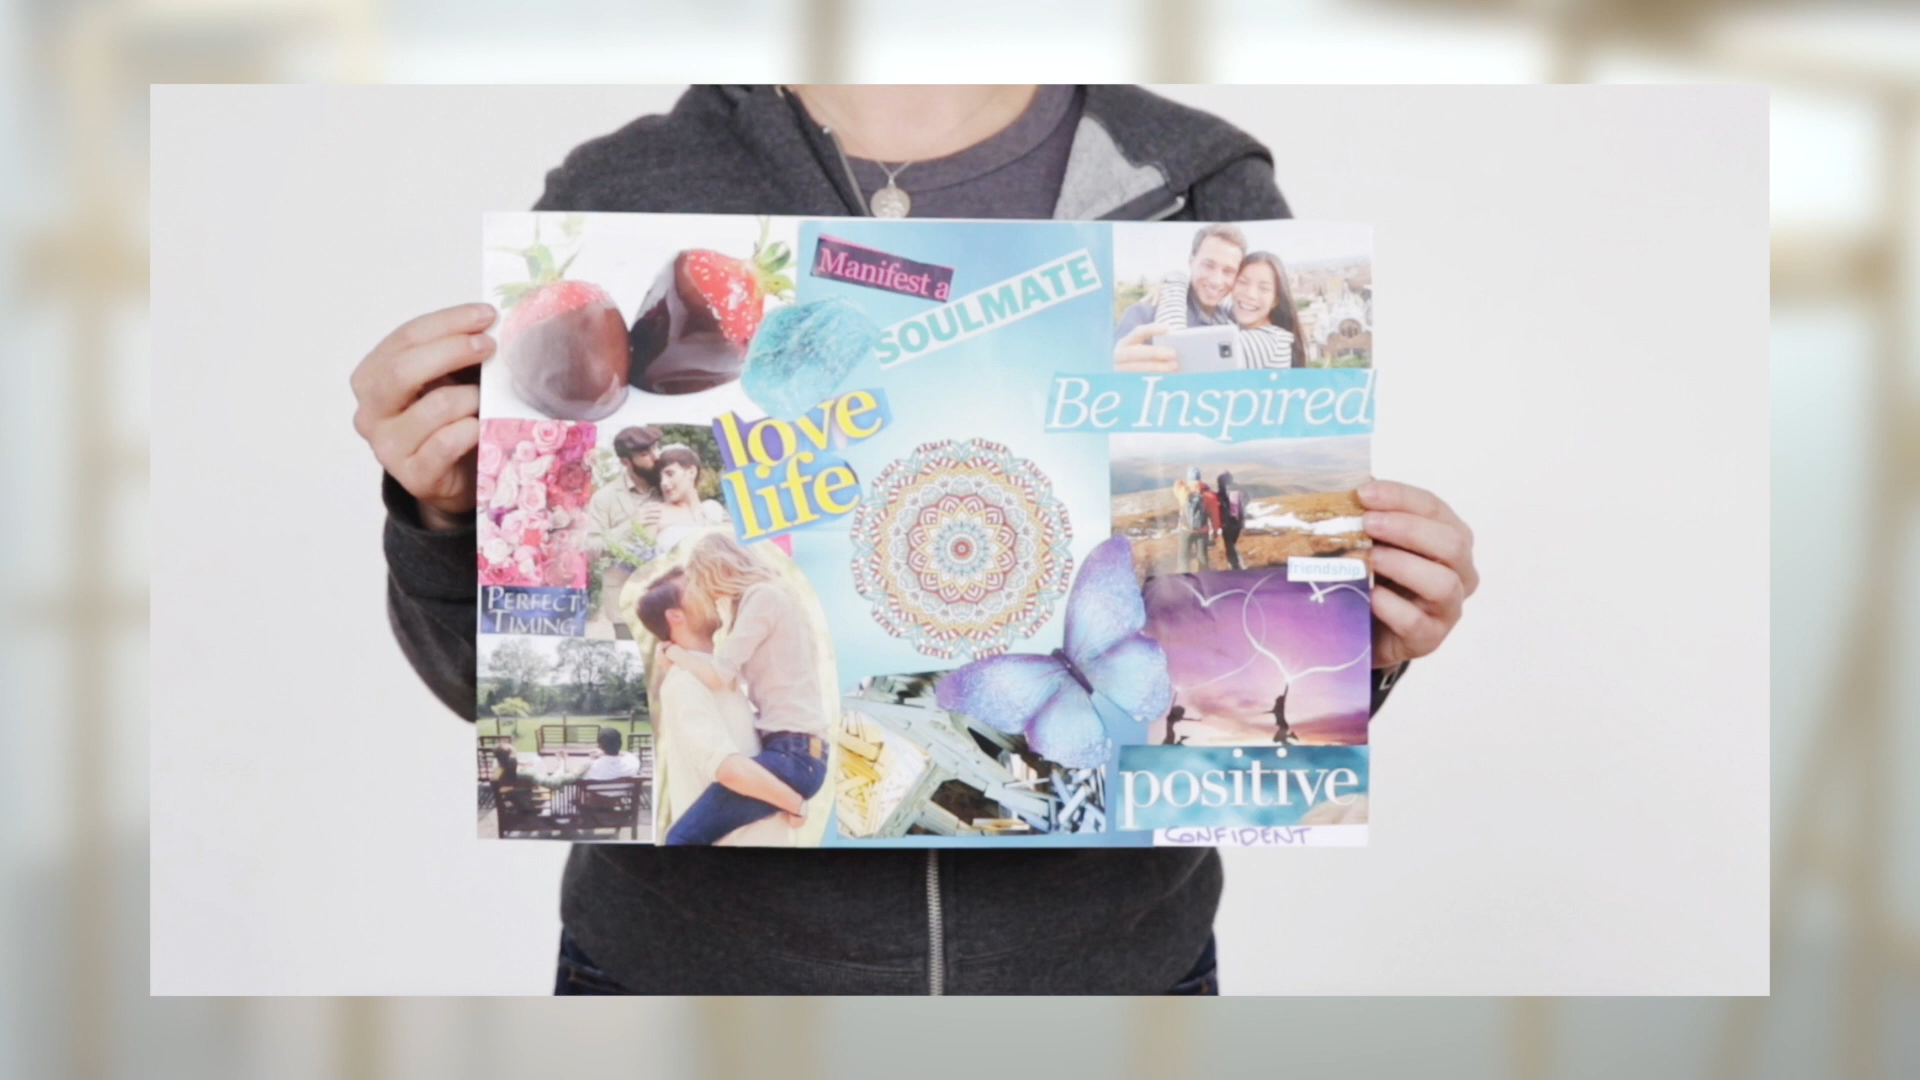 Manifest a
SOULMATE
love
life
Be Inspired
friendship
PERFECT
TIMING
positive
CONFIDENT